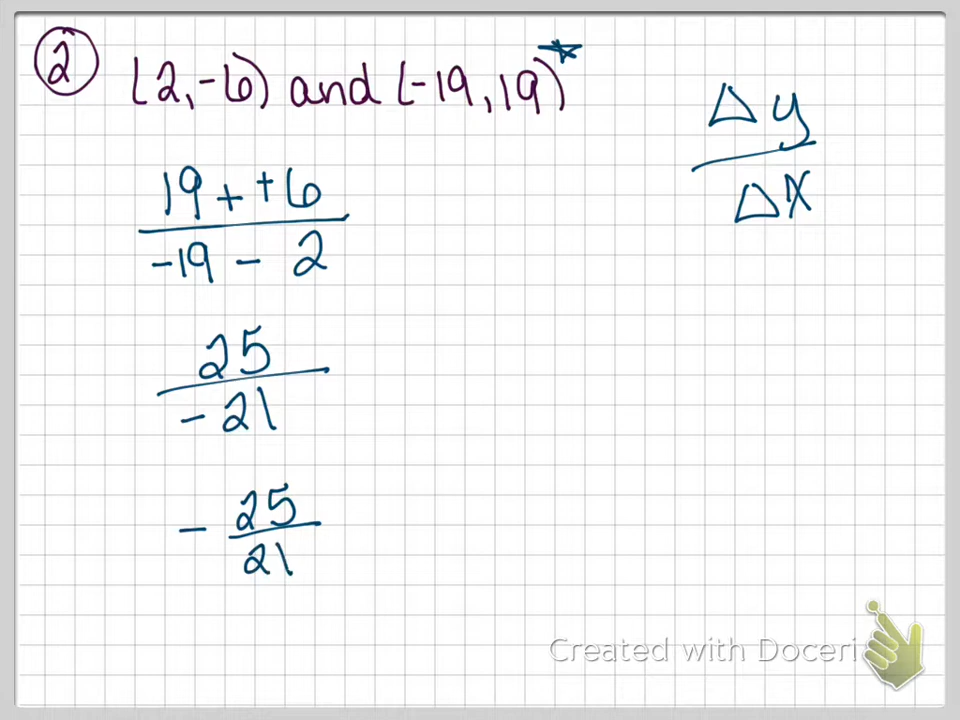 ② (2,-6) and (-19,19)*
19 + +6
-19 - 2
Δy
Δx
25
-21
- 25
21
Created with Doceri